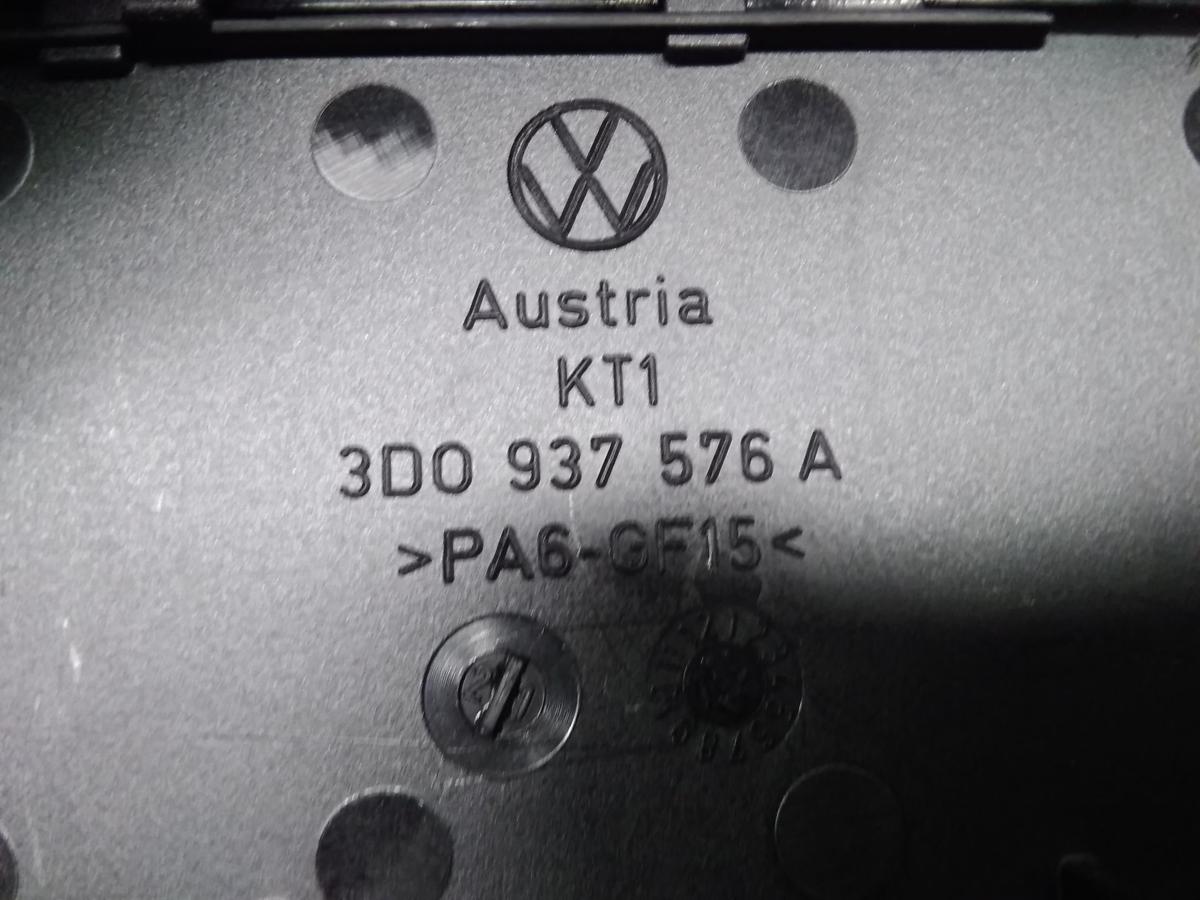 Austria
KT1
3D0 937 576 A
>PA6-GF15<